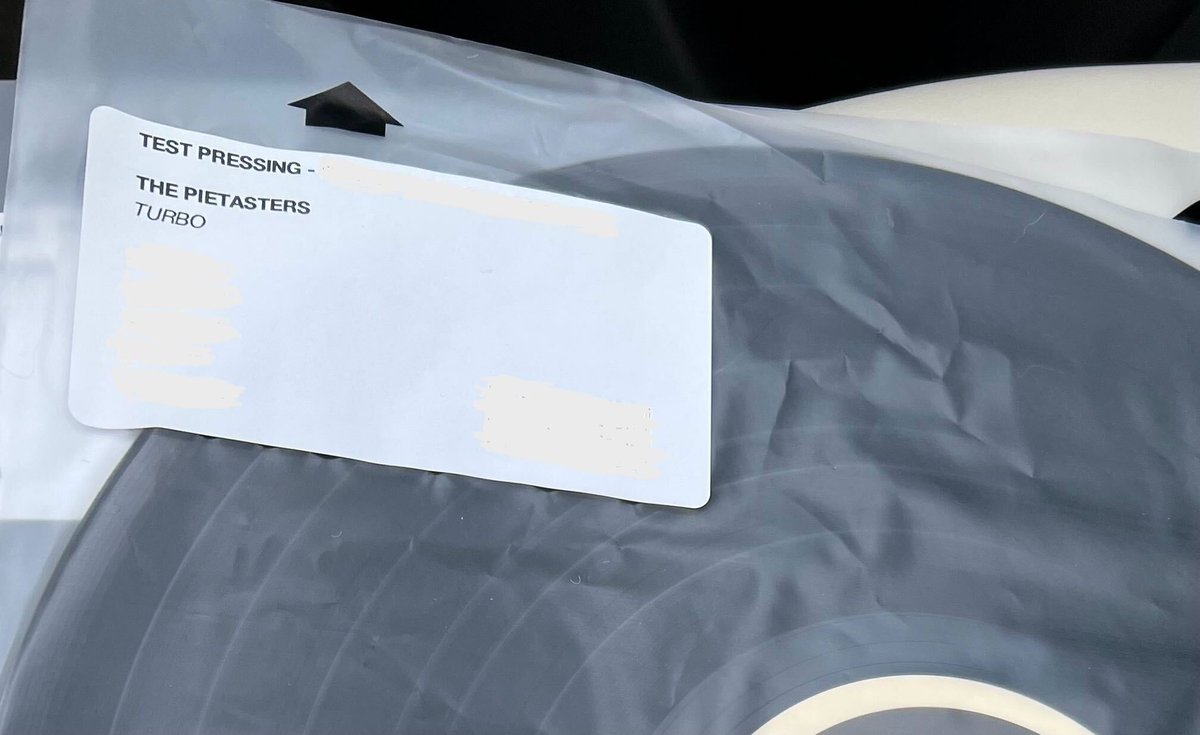 TEST PRESSING -
THE PIETASTERS
TURBO